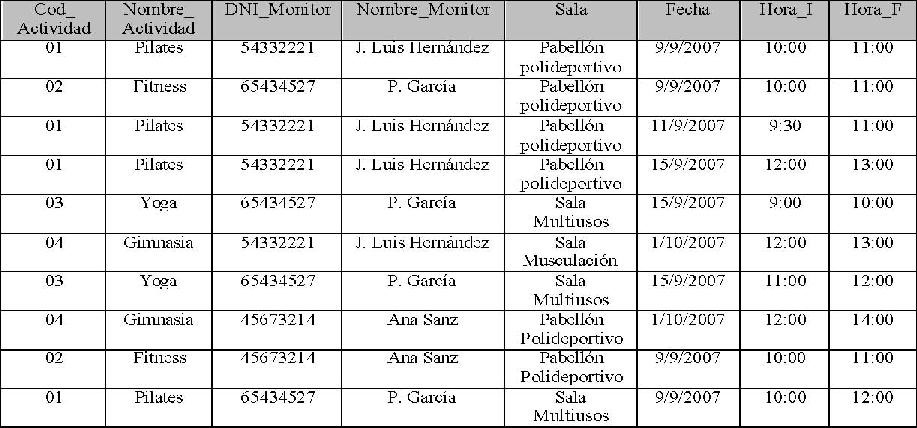 Cod_ Nombre_ DNI_Monitor Nombre_Monitor Sala Fecha Hora_I Hora_F
Actividad Actividad
01 Pilates 54332221 J. Luis Hernández Pabellón 9/9/2007 10:00 11:00
polideportivo
02 Fitness 65434527 P. García Pabellón 9/9/2007 10:00 11:00
polideportivo
01 Pilates 54332221 J. Luis Hernández Pabellón 11/9/2007 9:30 11:00
polideportivo
01 Pilates 54332221 J. Luis Hernández Pabellón 15/9/2007 12:00 13:00
polideportivo
03 Yoga 65434527 P. García Sala 15/9/2007 9:00 10:00
Multiusos
04 Gimnasia 54332221 J. Luis Hernández Sala 1/10/2007 12:00 13:00
Musculación
03 Yoga 65434527 P. García Sala 15/9/2007 11:00 12:00
Multiusos
04 Gimnasia 45673214 Ana Sanz Pabellón 1/10/2007 12:00 14:00
Polideportivo
02 Fitness 45673214 Ana Sanz Pabellón 9/9/2007 10:00 11:00
Polideportivo
01 Pilates 65434527 P. García Sala 9/9/2007 10:00 12:00
Multiusos